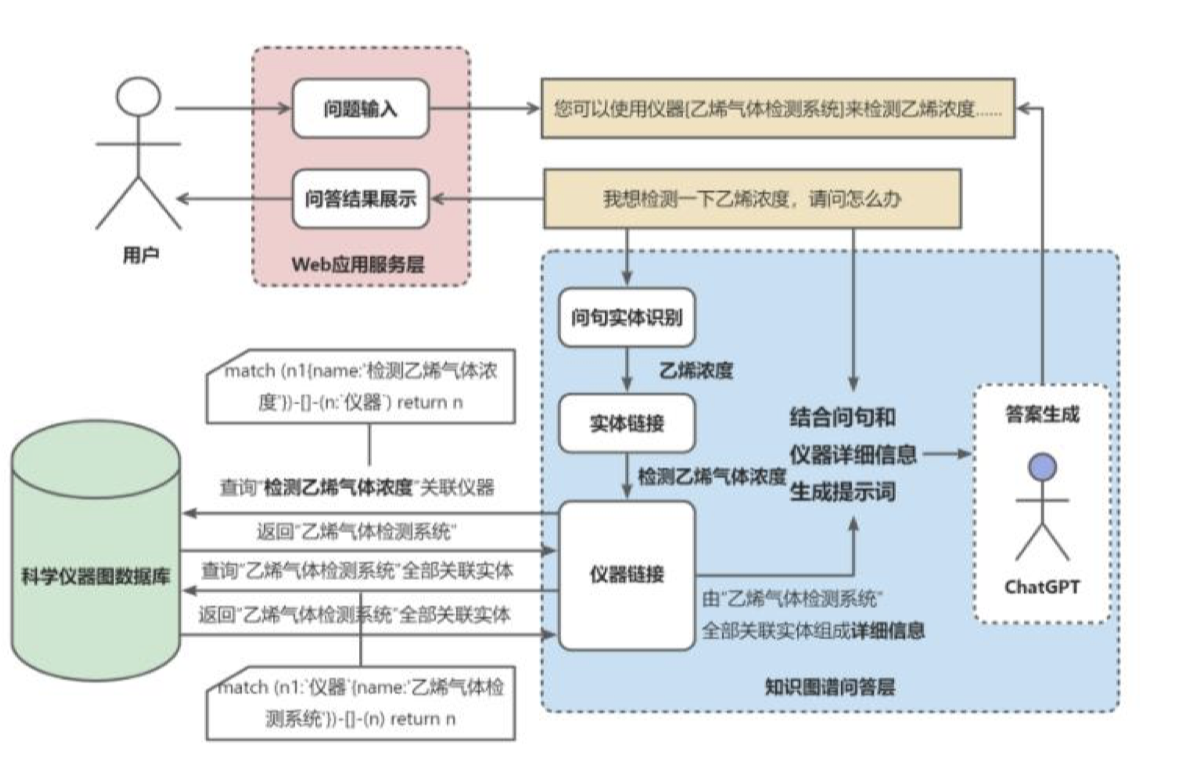 问题输入
您可以使用仪器[乙烯气体检测系统]来检测乙烯浓度......
问答结果展示
我想检测一下乙烯浓度，请问怎么办
用户
Web应用服务层
问句实体识别
乙烯浓度
match (n1{name:'检测乙烯气体浓
度'})-[]-(n:`仪器`) return n
实体链接
结合问句和
仪器详细信息
生成提示词
答案生成
ChatGPT
检测乙烯气体浓度
查询"检测乙烯气体浓度"关联仪器
返回"乙烯气体检测系统"
科学仪器图数据库
查询"乙烯气体检测系统"全部关联实体
返回"乙烯气体检测系统"全部关联实体
仪器链接
由"乙烯气体检测系统"
全部关联实体组成详细信息
match (n1:`仪器`{name:'乙烯气体检
测系统'})-[]-(n) return n
知识图谱问答层